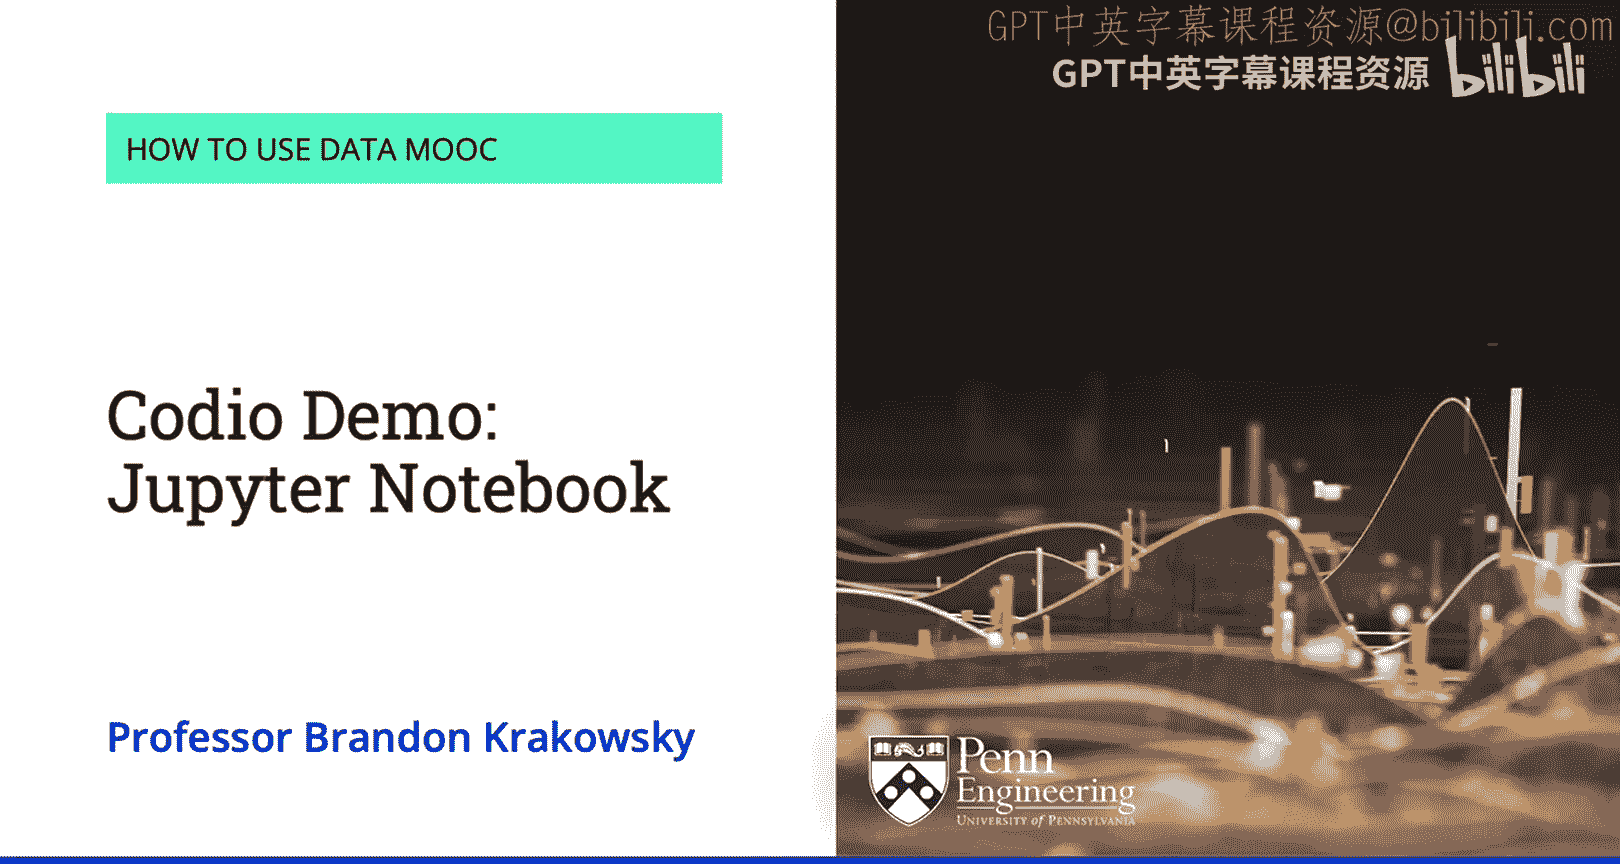 GPT中英字幕课程资源@bilibili.com
GPT中英字幕课程资源 bilibili
HOW TO USE DATA MOOC
Codio Demo:
Jupyter Notebook
Professor Brandon Krakowsky
Penn
Engineering
UNIVERSITY of PENNSYLVANIA